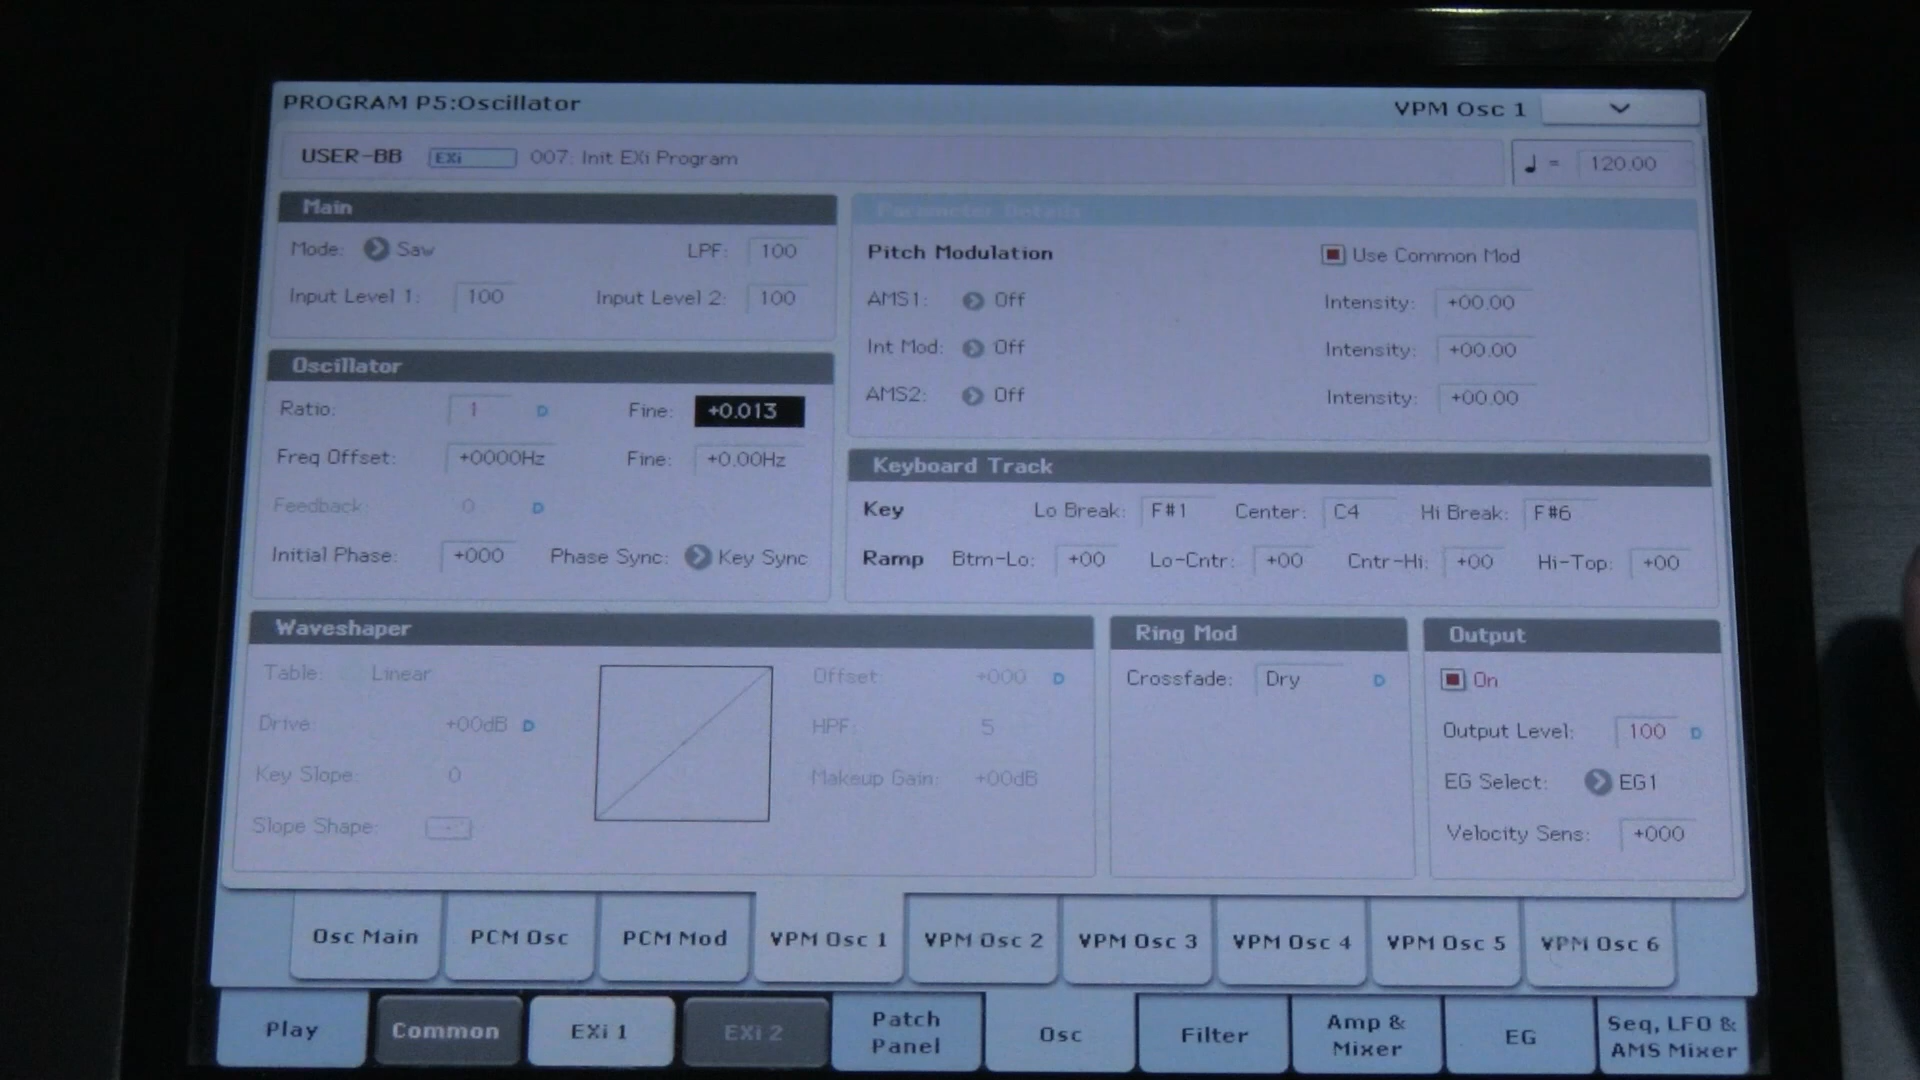 PROGRAM P5:Oscillator VPM Osc 1
USER-BB EXi 007: Init EXi Program ♩ = 120.00
Main
Mode: Saw LPF: 100
Input Level 1: 100 Input Level 2: 100
Oscillator
Ratio: 1 D Fine: +0.013
Freq Offset: +0000Hz Fine: +0.00Hz
Feedback: 0 D
Initial Phase: +000 Phase Sync: Key Sync
Parameter Details
Pitch Modulation Use Common Mod
AMS1: Off Intensity: +00.00
Int Mod: Off Intensity: +00.00
AMS2: Off Intensity: +00.00
Keyboard Track
Key Lo Break: F#1 Center: C4 Hi Break: F#6
Ramp Btm-Lo: +00 Lo-Cntr: +00 Cntr-Hi: +00 Hi-Top: +00
Waveshaper
Table: Linear Offset: +000 D
Drive: +00dB D HPF: 5
Key Slope: 0 Makeup Gain: +00dB
Slope Shape: -
Ring Mod
Crossfade: Dry D
Output
On
Output Level: 100 D
EG Select: EG1
Velocity Sens: +000
Osc Main PCM Osc PCM Mod VPM Osc 1 VPM Osc 2 VPM Osc 3 VPM Osc 4 VPM Osc 5 VPM Osc 6
Play Common EXi 1 EXi 2 Patch Panel Osc Filter Amp & Mixer EG Seq, LFO & AMS Mixer